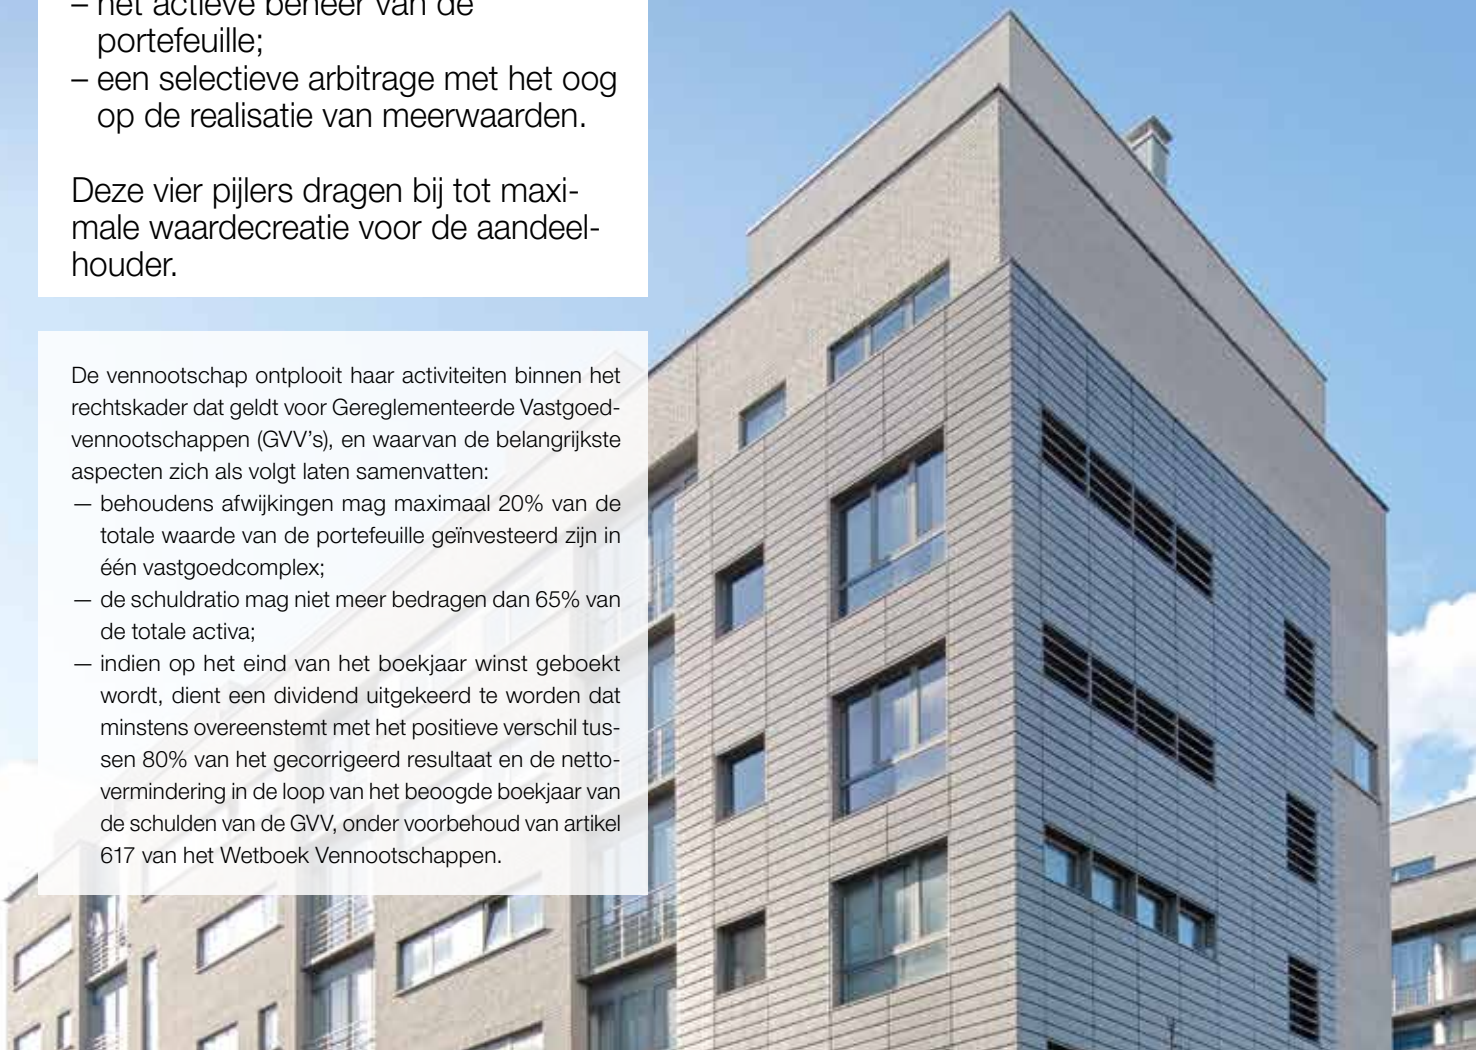 – het actieve beheer van de
portefeuille;
– een selectieve arbitrage met het oog
op de realisatie van meerwaarden.
Deze vier pijlers dragen bij tot maxi-
male waardecreatie voor de aandeel-
houder.
De vennootschap ontplooit haar activiteiten binnen het
rechtskader dat geldt voor Gereglementeerde Vastgoed-
vennootschappen (GVV's), en waarvan de belangrijkste
aspecten zich als volgt laten samenvatten:
— behoudens afwijkingen mag maximaal 20% van de
totale waarde van de portefeuille geïnvesteerd zijn in
één vastgoedcomplex;
— de schuldratio mag niet meer bedragen dan 65% van
de totale activa;
— indien op het eind van het boekjaar winst geboekt
wordt, dient een dividend uitgekeerd te worden dat
minstens overeenstemt met het positieve verschil tus-
sen 80% van het gecorrigeerd resultaat en de netto-
vermindering in de loop van het beoogde boekjaar van
de schulden van de GVV, onder voorbehoud van artikel
617 van het Wetboek Vennootschappen.